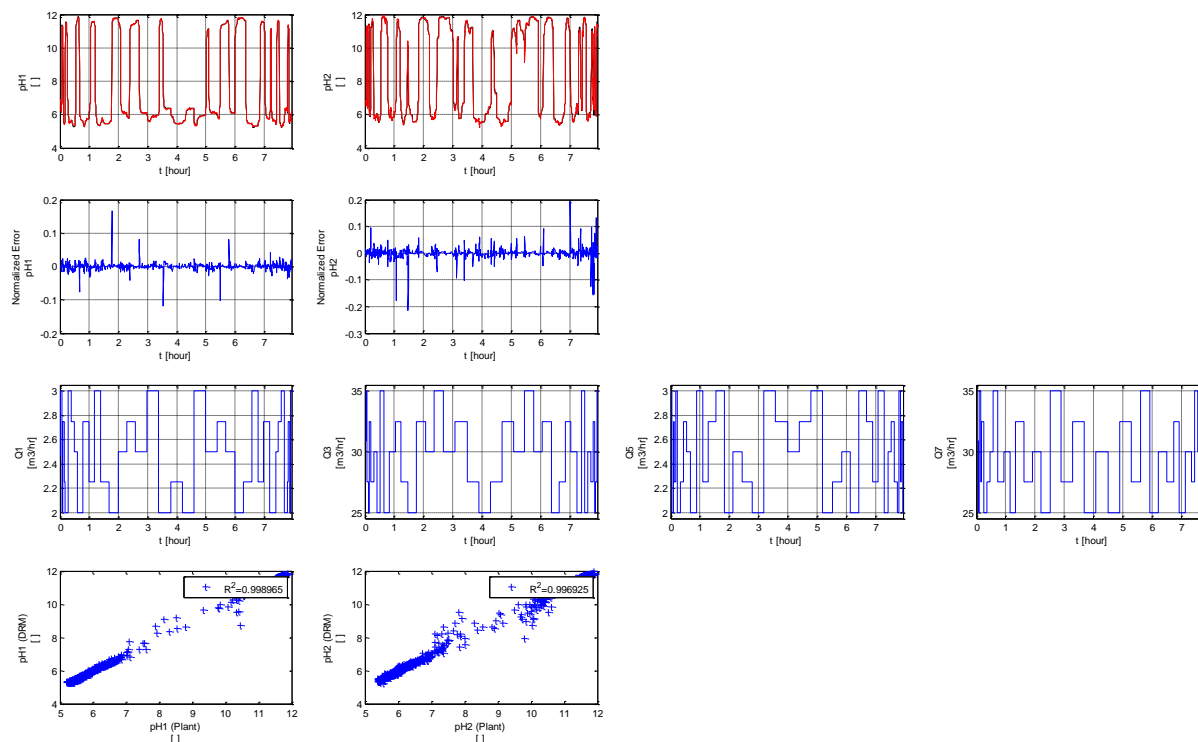 12
10
8
6
4
pH1
[ ]
0 1 2 3 4 5 6 7
t [hour]
12
10
8
6
4
pH2
[ ]
0 1 2 3 4 5 6 7
t [hour]
0.2
0.1
0
-0.1
-0.2
Normalized Error
pH1
0 1 2 3 4 5 6 7
t [hour]
0.2
0.1
0
-0.1
-0.2
-0.3
Normalized Error
pH2
0 1 2 3 4 5 6 7
t [hour]
3
2.8
2.6
2.4
2.2
2
Q1
[m3/hr]
0 1 2 3 4 5 6 7
t [hour]
35
30
25
Q3
[m3/hr]
0 1 2 3 4 5 6 7
t [hour]
3
2.8
2.6
2.4
2.2
2
Q5
[m3/hr]
0 1 2 3 4 5 6 7
t [hour]
35
30
25
Q7
[m3/hr]
0 1 2 3 4 5 6 7
t [hour]
12
10
8
6
4
pH1 (DRM)
[ ]
R²=0.998965
5 6 7 8 9 10 11 12
pH1 (Plant)
[ ]
12
10
8
6
4
pH2 (DRM)
[ ]
R²=0.996925
5 6 7 8 9 10 11 12
pH2 (Plant)
[ ]